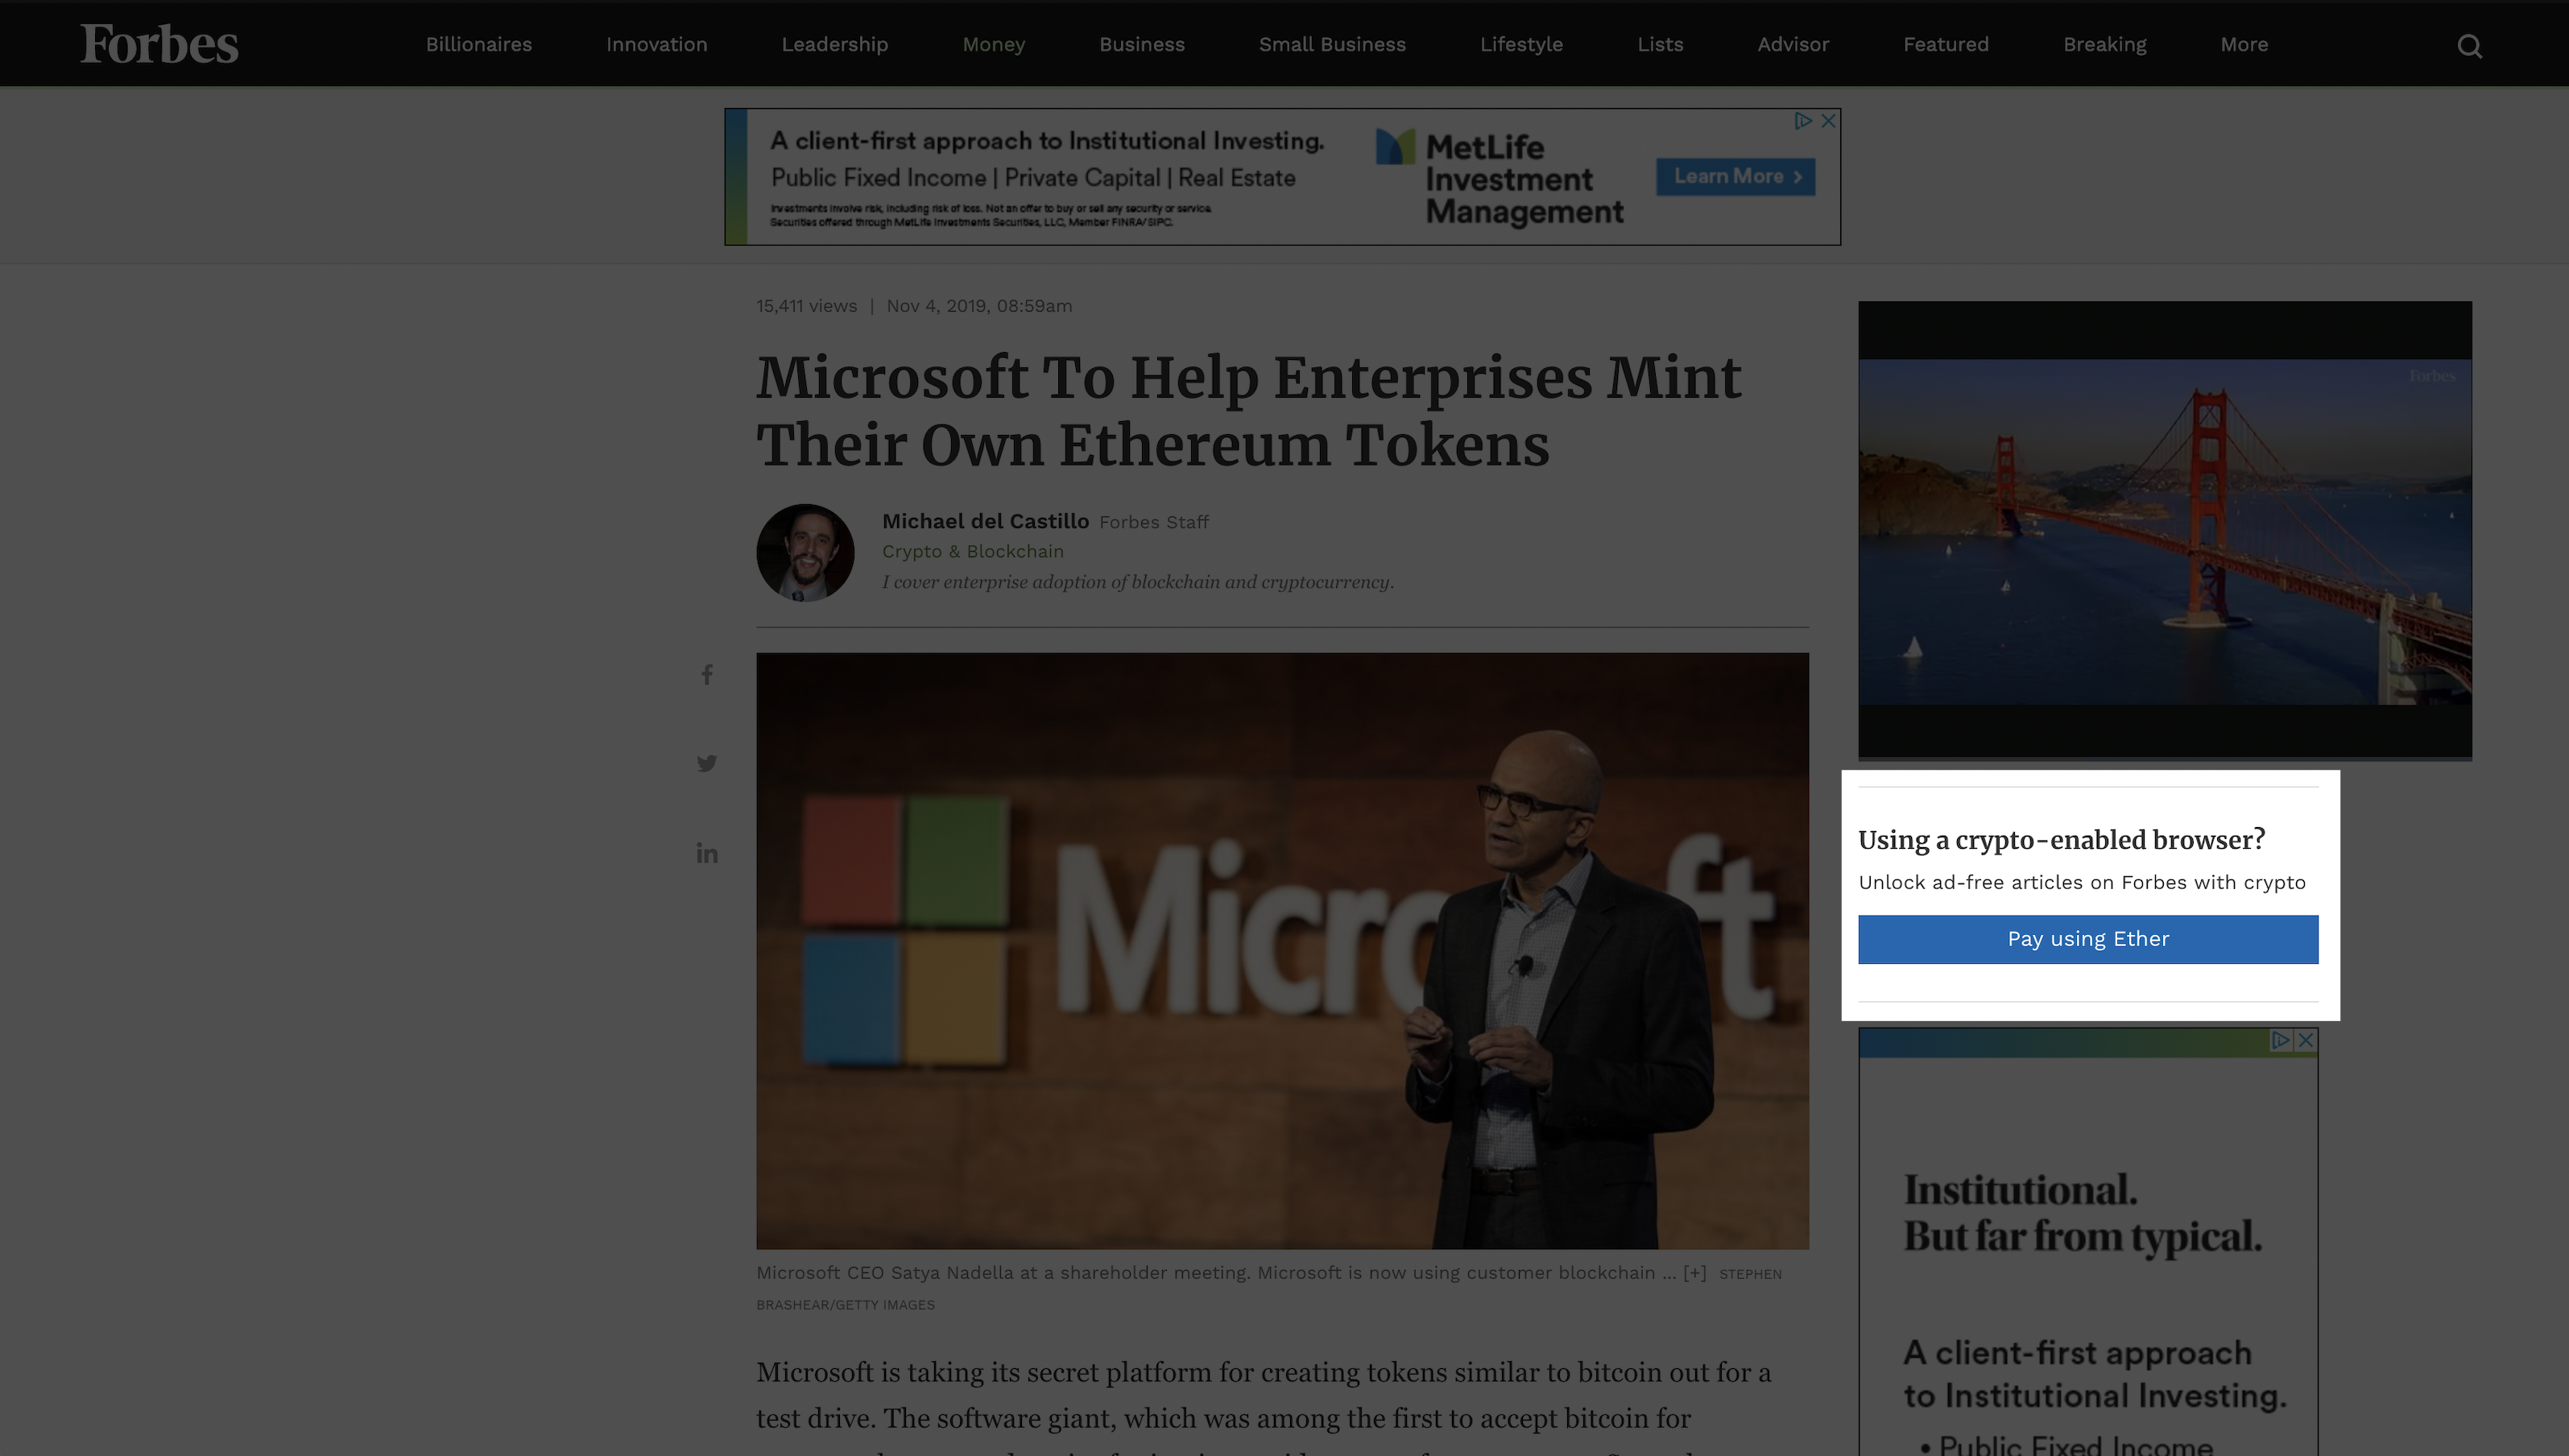 Forbes
Billionaires
Innovation
Leadership
Money
Business
Small Business
Lifestyle
Lists
Advisor
Featured
Breaking
More
A client-first approach to Institutional Investing.
Public Fixed Income | Private Capital | Real Estate
Investments involve risk, including risk of loss. Not an offer to buy or sell any security or service.
Securities offered through MetLife Investments Securities, LLC, Member FINRA/SIPC.
MetLife
Investment
Management
Learn More
15,411 views | Nov 4, 2019, 08:59am
Microsoft To Help Enterprises Mint
Their Own Ethereum Tokens
Michael del Castillo Forbes Staff
Crypto & Blockchain
I cover enterprise adoption of blockchain and cryptocurrency.
Microsoft
Microsoft CEO Satya Nadella at a shareholder meeting. Microsoft is now using customer blockchain ... [+] STEPHEN
BRASHEAR/GETTY IMAGES
Microsoft is taking its secret platform for creating tokens similar to bitcoin out for a
test drive. The software giant, which was among the first to accept bitcoin for
Forbes
Using a crypto-enabled browser?
Unlock ad-free articles on Forbes with crypto
Pay using Ether
Institutional.
But far from typical.
A client-first approach
to Institutional Investing.
• Public Fixed Income